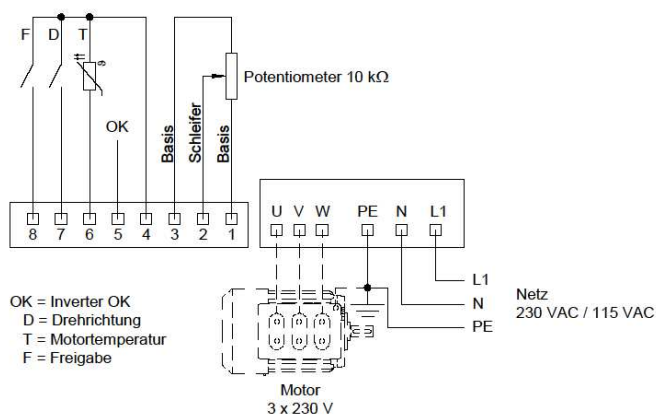 F D T
ϑ
OK
Basis
Schleifer
Basis
Potentiometer 10 kΩ
8 7 6 5 4 3 2 1
U V W PE N L1
L1
N
PE
Netz
230 VAC / 115 VAC
OK = Inverter OK
D = Drehrichtung
T = Motortemperatur
F = Freigabe
Motor
3 x 230 V